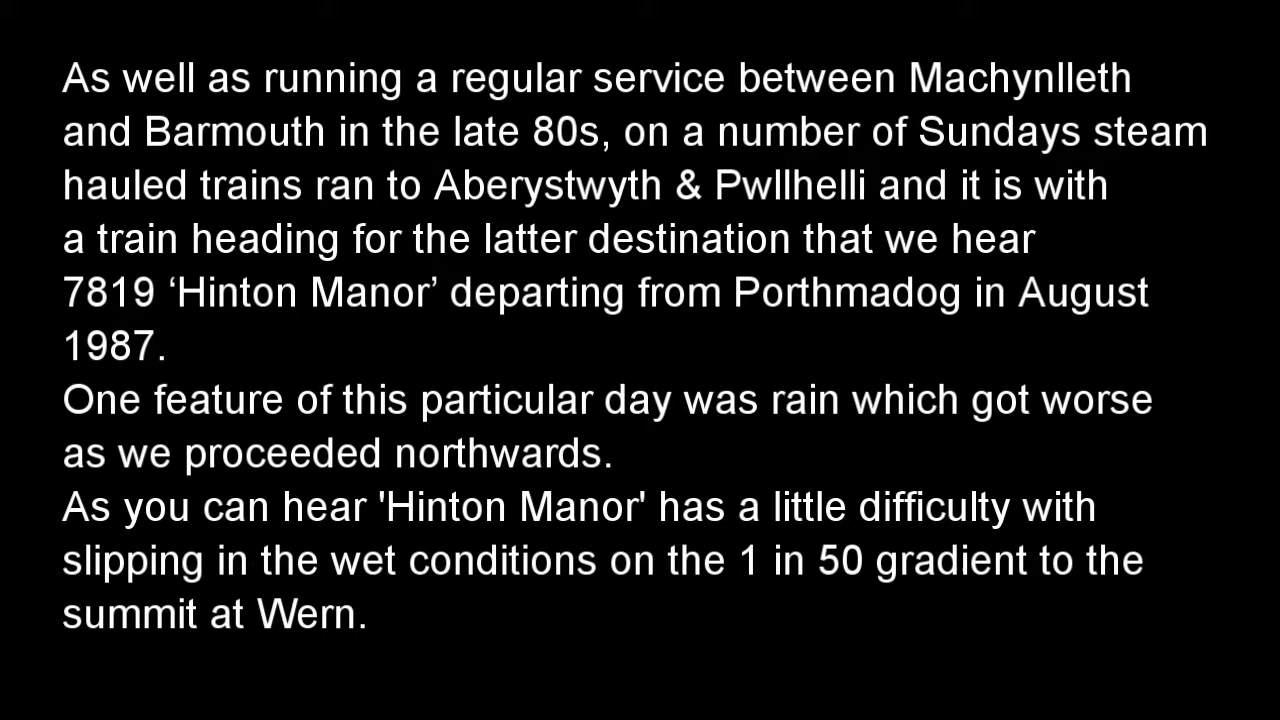 As well as running a regular service between Machynlleth
and Barmouth in the late 80s, on a number of Sundays steam
hauled trains ran to Aberystwyth & Pwllhelli and it is with
a train heading for the latter destination that we hear
7819 ‘Hinton Manor’ departing from Porthmadog in August
1987.
One feature of this particular day was rain which got worse
as we proceeded northwards.
As you can hear 'Hinton Manor' has a little difficulty with
slipping in the wet conditions on the 1 in 50 gradient to the
summit at Wern.